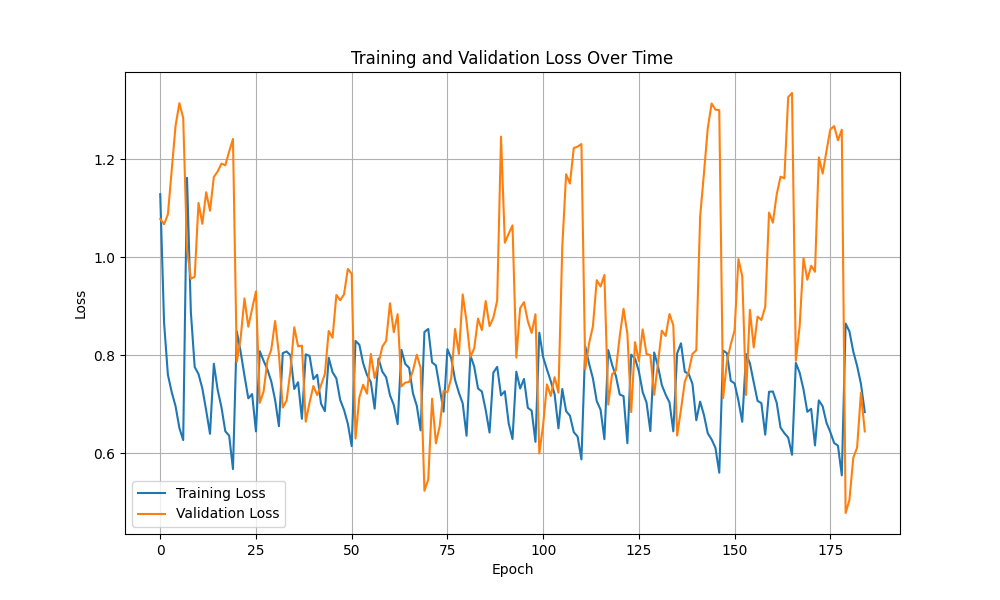 Training and Validation Loss Over Time
Loss
1.2
1.0
0.8
0.6
Training Loss
Validation Loss
0 25 50 75 100 125 150 175
Epoch